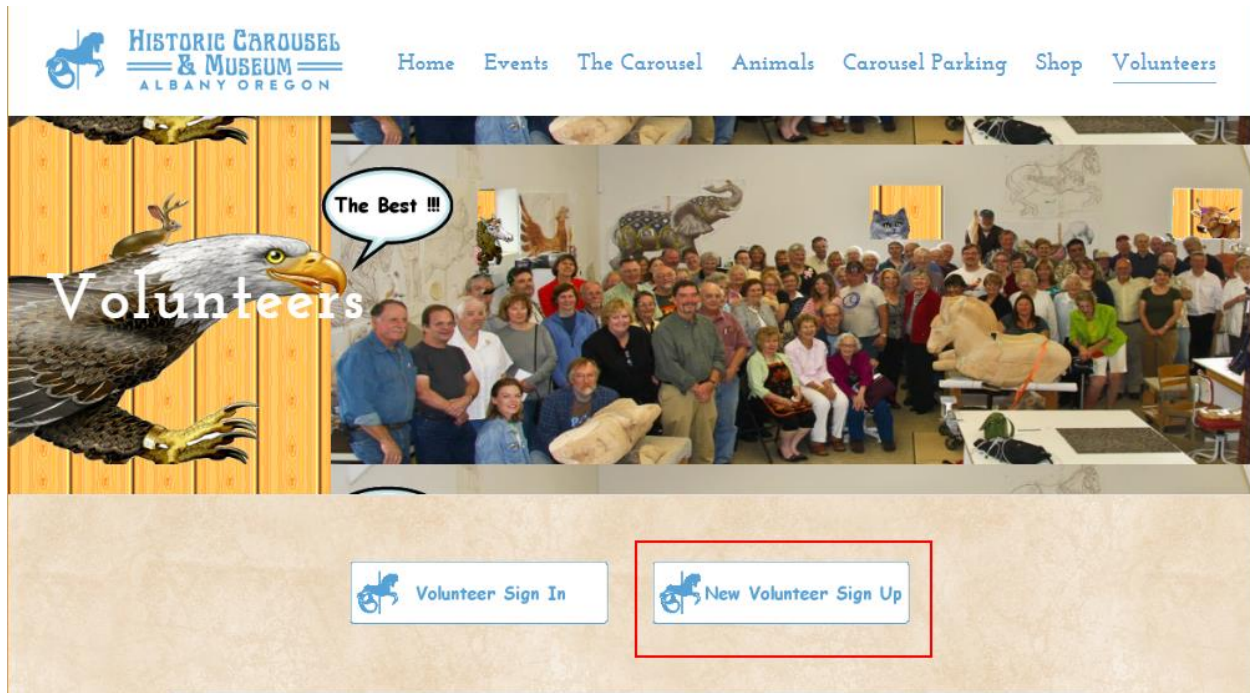 HISTORIC CAROUSEL
& MUSEUM
ALBANY OREGON
Home Events The Carousel Animals Carousel Parking Shop Volunteers
The Best !!!
Volunteers
Volunteer Sign In
New Volunteer Sign Up